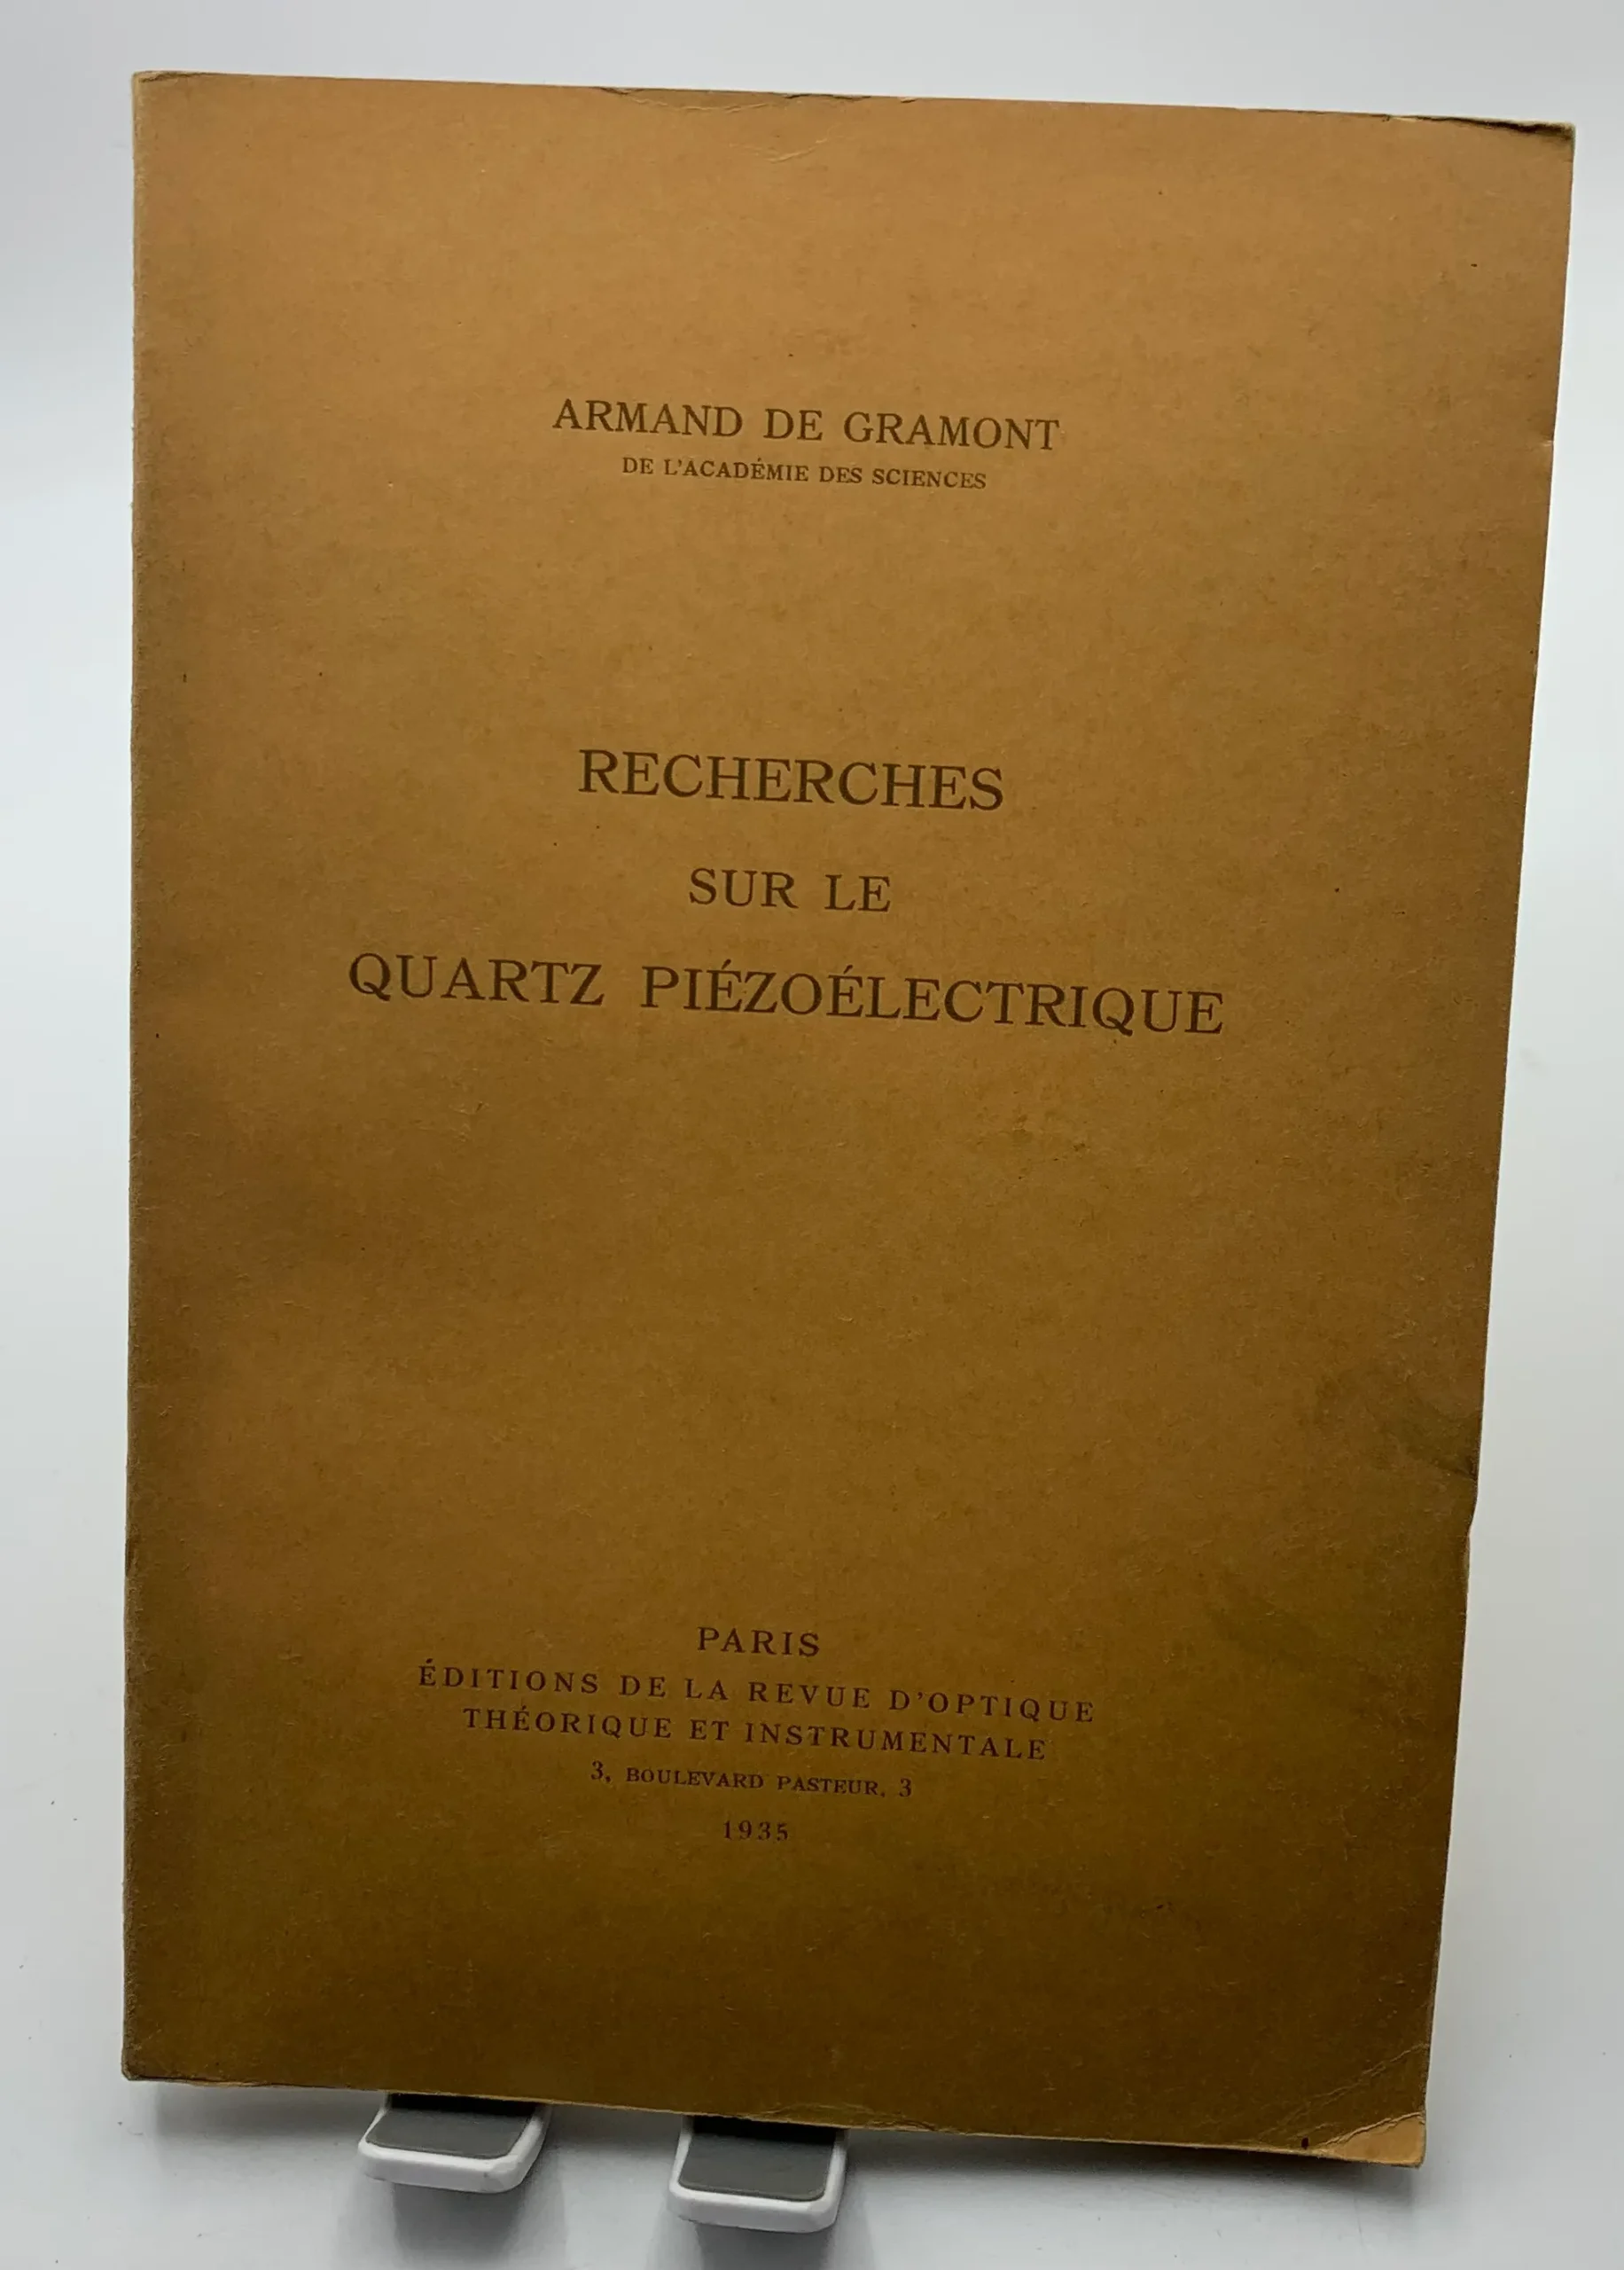 ARMAND DE GRAMONT
DE L'ACADÉMIE DES SCIENCES
RECHERCHES
SUR LE
QUARTZ PIÉZOÉLECTRIQUE
PARIS
ÉDITIONS DE LA REVUE D'OPTIQUE
THÉORIQUE ET INSTRUMENTALE
3, BOULEVARD PASTEUR, 3
1935